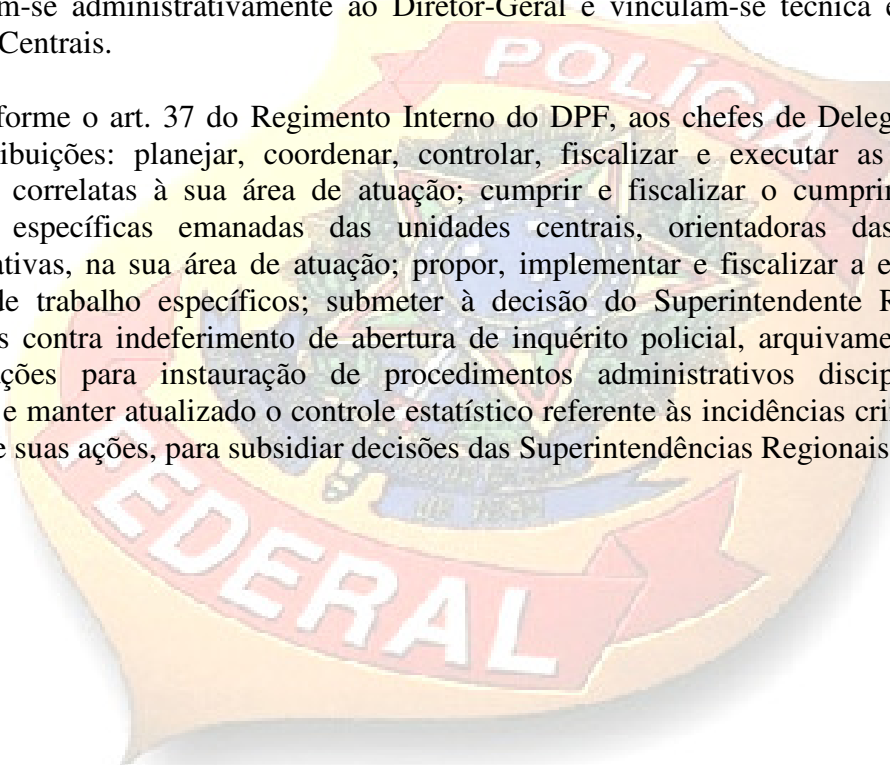 m-se administrativamente ao Diretor-Geral e vinculam-se técnica e
Centrais.
forme o art. 37 do Regimento Interno do DPF, aos chefes de Deleg
ribuições: planejar, coordenar, controlar, fiscalizar e executar as
correlatas à sua área de atuação; cumprir e fiscalizar o cumprir
específicas emanadas das unidades centrais, orientadoras das
ativas, na sua área de atuação; propor, implementar e fiscalizar a e
le trabalho específicos; submeter à decisão do Superintendente R
s contra indeferimento de abertura de inquérito policial, arquivame
ções para instauração de procedimentos administrativos discip
e manter atualizado o controle estatístico referente às incidências cri
e suas ações, para subsidiar decisões das Superintendências Regionais
POLÍCIA
FEDERAL